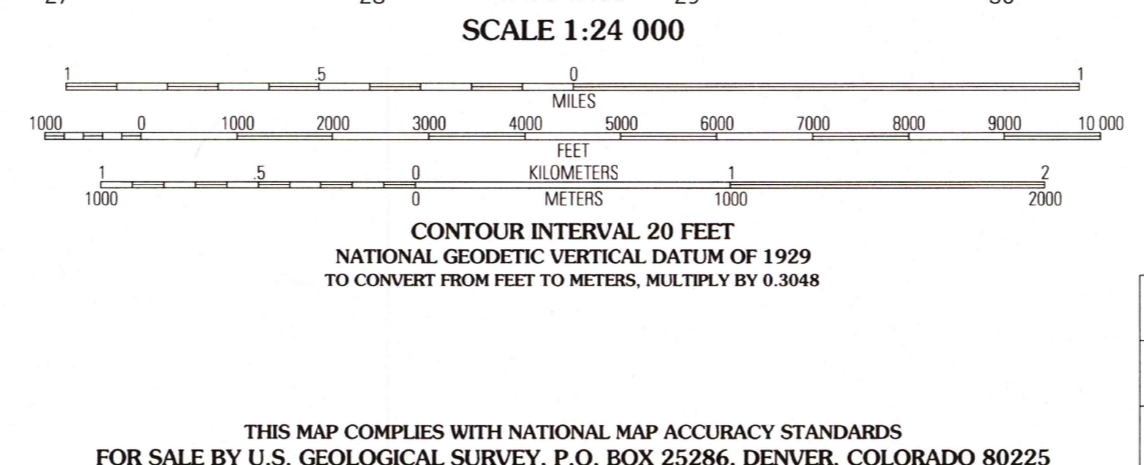 SCALE 1:24 000
1 .5 0 1
MILES
1000 0 1000 2000 3000 4000 5000 6000 7000 8000 9000 10 000
FEET
1 .5 0 KILOMETERS 1 2
1000 0 METERS 1000 2000
CONTOUR INTERVAL 20 FEET
NATIONAL GEODETIC VERTICAL DATUM OF 1929
TO CONVERT FROM FEET TO METERS, MULTIPLY BY 0.3048
THIS MAP COMPLIES WITH NATIONAL MAP ACCURACY STANDARDS
FOR SALE BY U.S. GEOLOGICAL SURVEY, P.O. BOX 25286, DENVER, COLORADO 80225